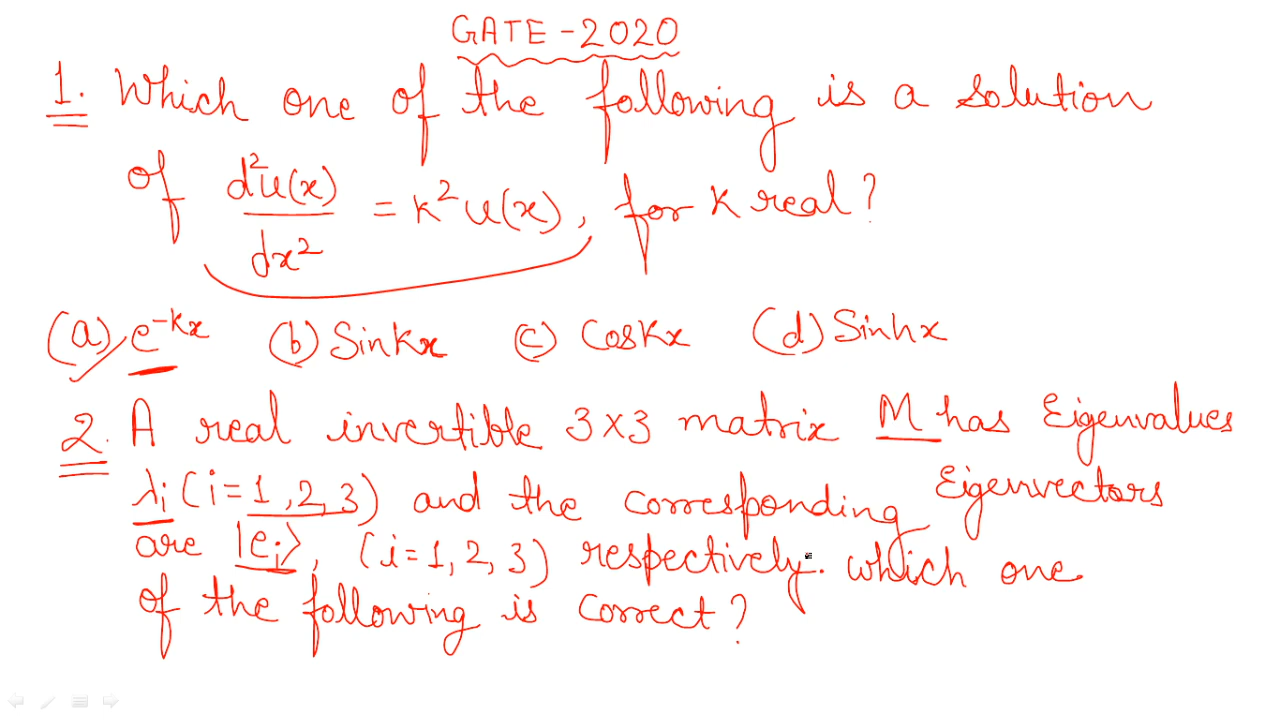 GATE-2020
1. Which one of the following is a solution
of d²u(x)/dx² = k²u(x), for k real?
(a) e^-kx (b) Sinkx (c) Coskx (d) Sinhx
2. A real invertible 3×3 matrix M has Eigenvalues
λi (i=1,2,3) and the corresponding Eigenvectors
are |ei⟩, (i=1,2,3) respectively. which one
of the following is correct?